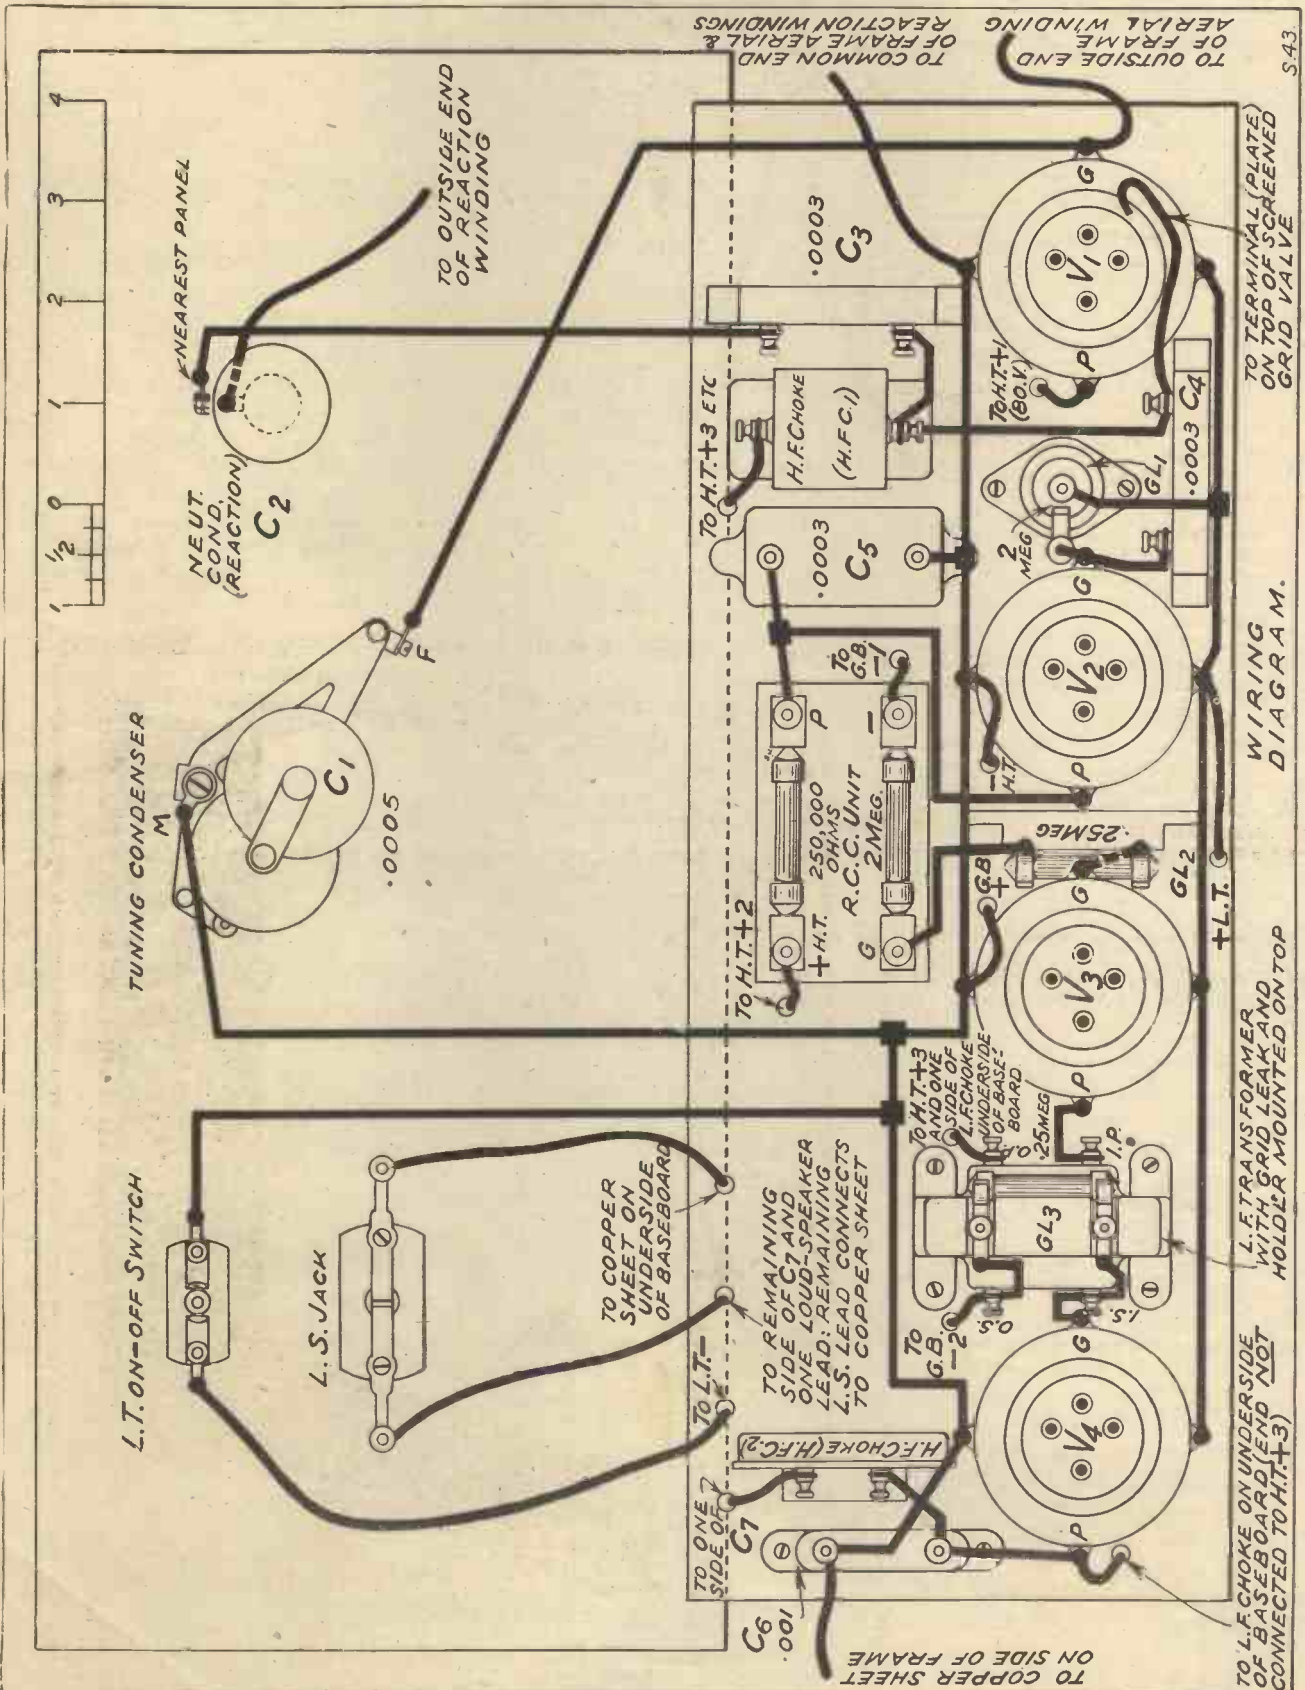 1 1/2 0 1 2 3 4
L.T. ON-OFF SWITCH
L.S. JACK
TUNING CONDENSER
M
C1
F
.0005
NEUT.
COND.
(REACTION)
C2
NEAREST PANEL
TO OUTSIDE END
OF REACTION
WINDING
TO COMMON END
OF FRAME AERIAL &
REACTION WINDINGS
TO OUTSIDE END
OF FRAME
AERIAL WINDING
TO COPPER
SHEET ON
UNDERSIDE
OF BASEBOARD
TO REMAINING
SIDE OF C7 AND
ONE LOUD-SPEAKER
LEAD: REMAINING
L.S. LEAD CONNECTS
TO COPPER SHEET
TO L.T.-
TO ONE
SIDE OF
C7
C6
.001
TO COPPER SHEET
ON SIDE OF FRAME
H.F. CHOKE (H.F.C.2)
TO H.T.+2
+H.T.
250,000
OHMS
R.C.C. UNIT
2 MEG.
P
G
-
TO
G.B.
-1
.0003
C5
TO H.T.+3 ETC
H.F. CHOKE
(H.F.C.1)
.0003
C3
TO H.T.+3
AND ONE
SIDE OF
L.F. CHOKE
UNDERSIDE
OF BASE-
BOARD
G.B.
+
-
H.T.
TO H.T.+1
(80.V.)
TO
G.B.
-2
O.S.
I.S.
O.P.
I.P.
.25 MEG
GL3
.25 MEG
GL2
2
MEG
GL1
.0003 C4
V4
G
P
V3
G
P
V2
G
P
V1
G
P
+L.T.
TO L.F. CHOKE ON UNDERSIDE
OF BASEBOARD (END NOT
CONNECTED TO H.T.+3)
L.F. TRANSFORMER
WITH GRID LEAK AND
HOLDER MOUNTED ON TOP
WIRING
DIAGRAM.
TO TERMINAL (PLATE)
ON TOP OF SCREENED
GRID VALVE
S.43